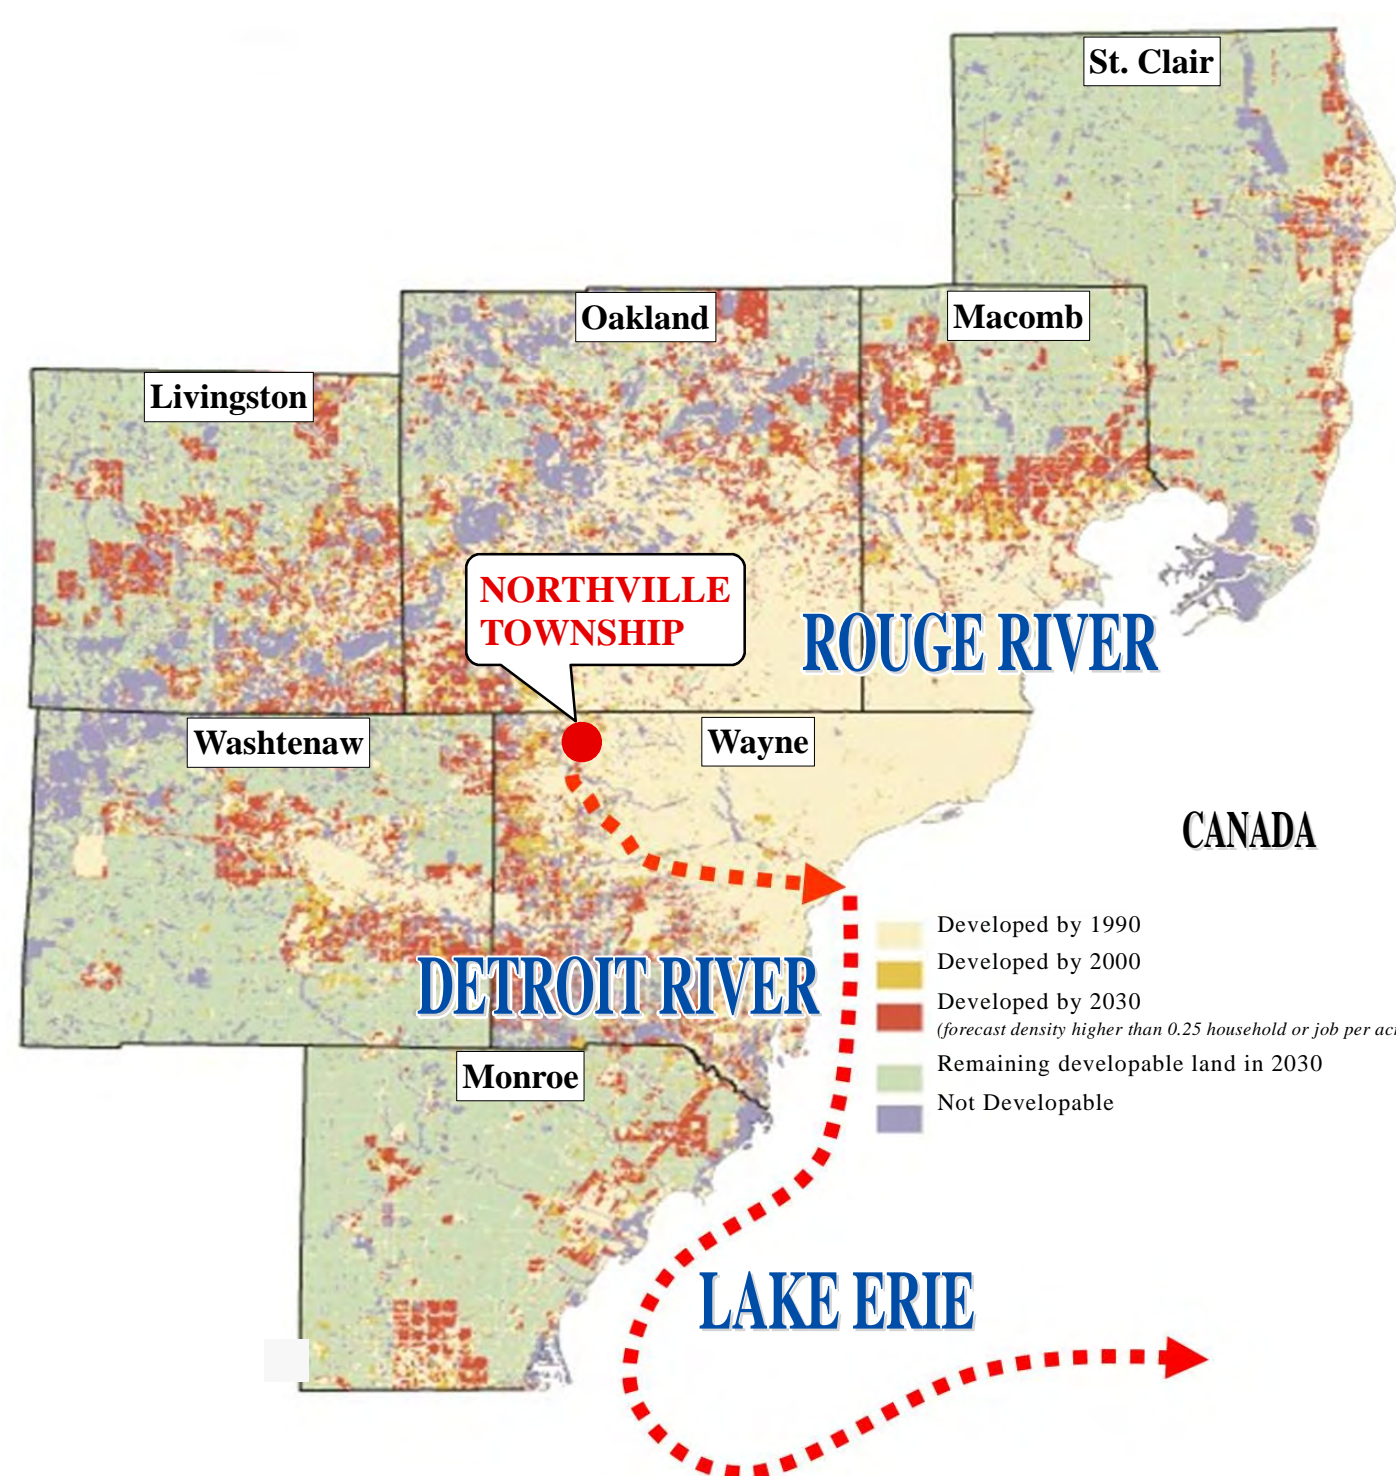 St. Clair
Oakland
Macomb
Livingston
NORTHVILLE
TOWNSHIP
ROUGE RIVER
Washtenaw
Wayne
CANADA
Developed by 1990
Developed by 2000
DETROIT RIVER
Developed by 2030
(forecast density higher than 0.25 household or job per
Remaining developable land in 2030
Monroe
Not Developable
LAKE ERIE